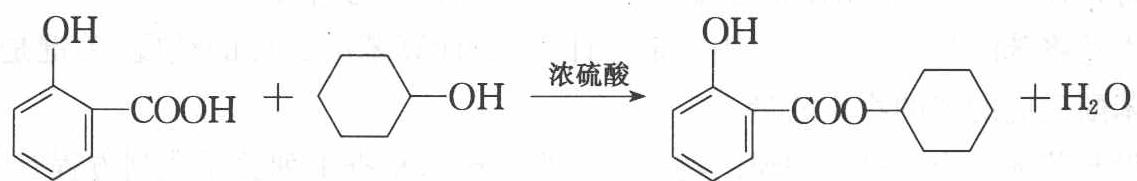 OH
COOH + OH 浓硫酸 OH COO + H₂O